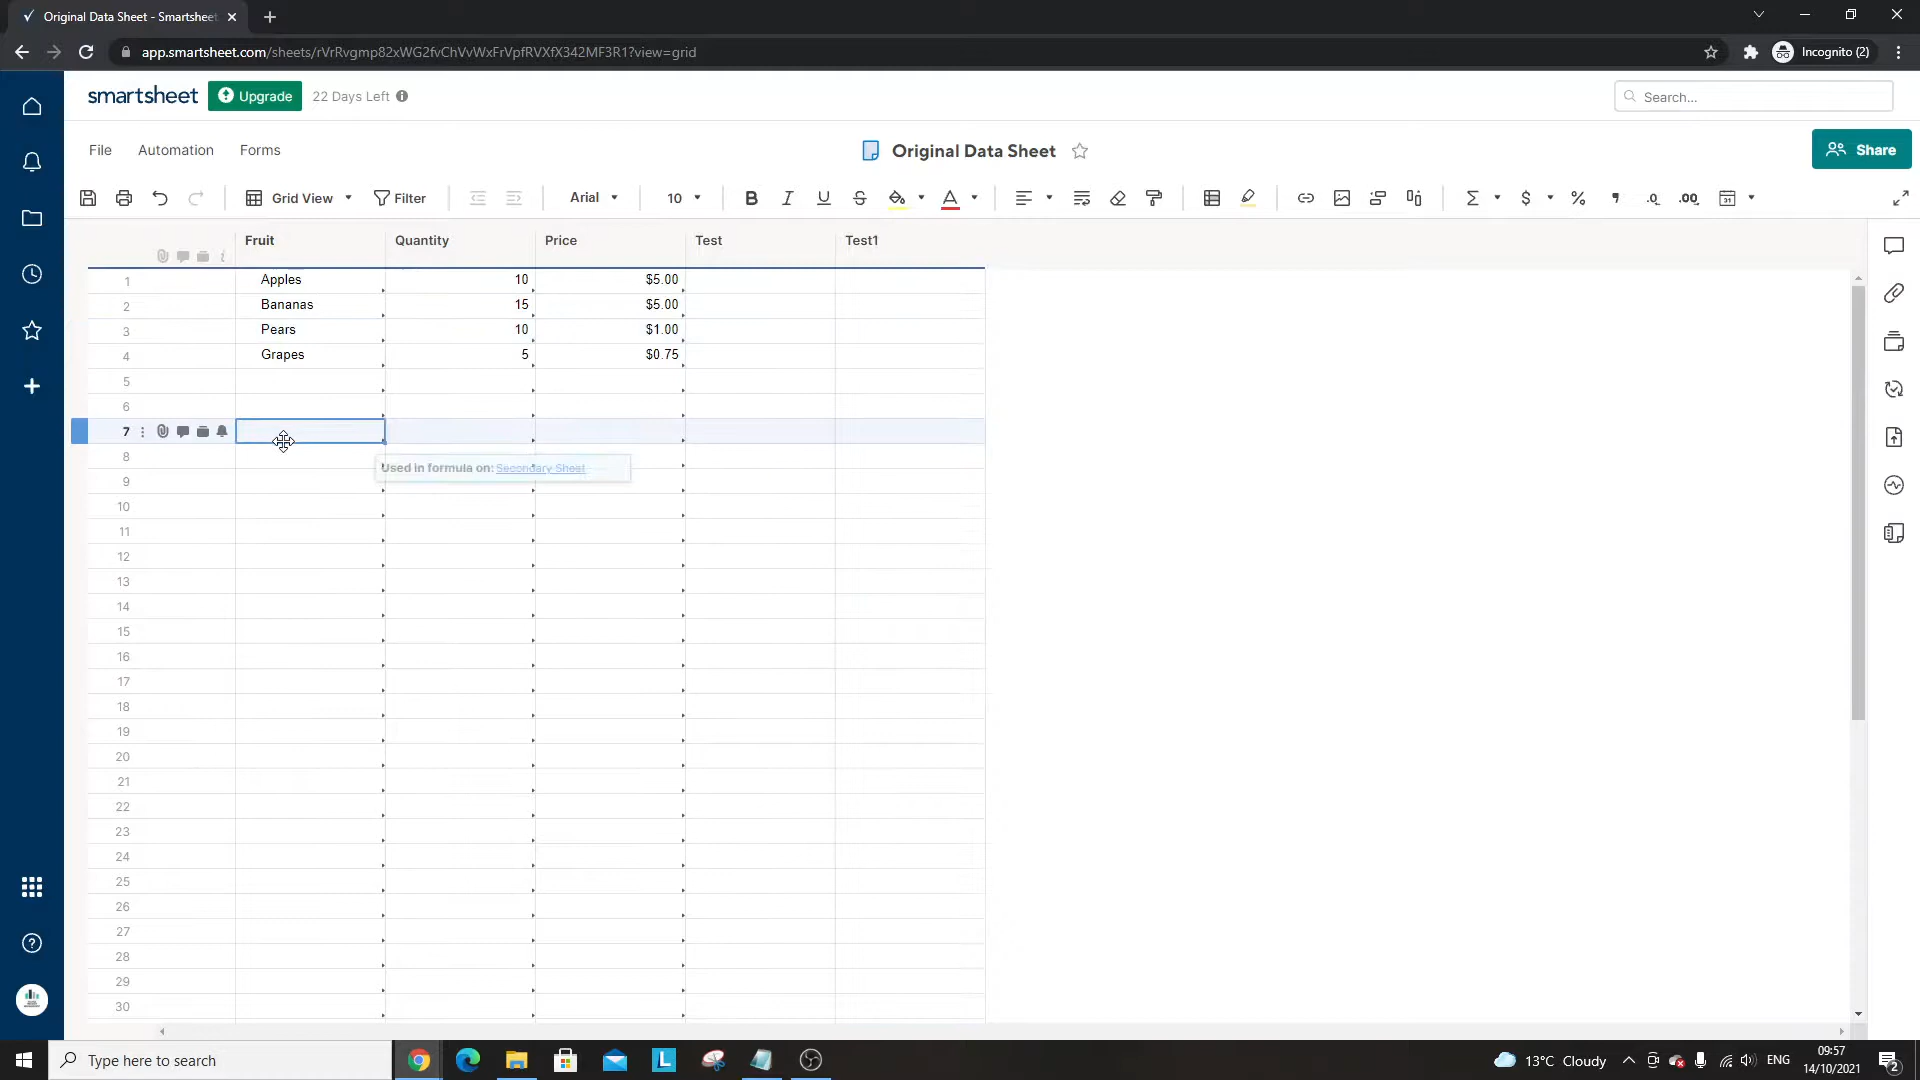 Original Data Sheet - Smartsheet
app.smartsheet.com/sheets/rVrRvgmp82xWG2fvChVvWxFrVpfRVXfX342MF3R1?view=grid
Incognito (2)
smartsheet
Upgrade
22 Days Left
Search...
File
Automation
Forms
Original Data Sheet
Share
Grid View
Filter
Arial
10
B
I
U
S
A
Σ
$
%
.0
.00
31
Fruit Quantity Price Test Test1
1 Apples 10 $5.00
2 Bananas 15 $5.00
3 Pears 10 $1.00
4 Grapes 5 $0.75
5
6
7
8
Used in formula on: Secondary Sheet
9
10
11
12
13
14
15
16
17
18
19
20
21
22
23
24
25
26
27
28
29
30
Type here to search
L
13°C Cloudy
ENG
09:57
14/10/2021
2